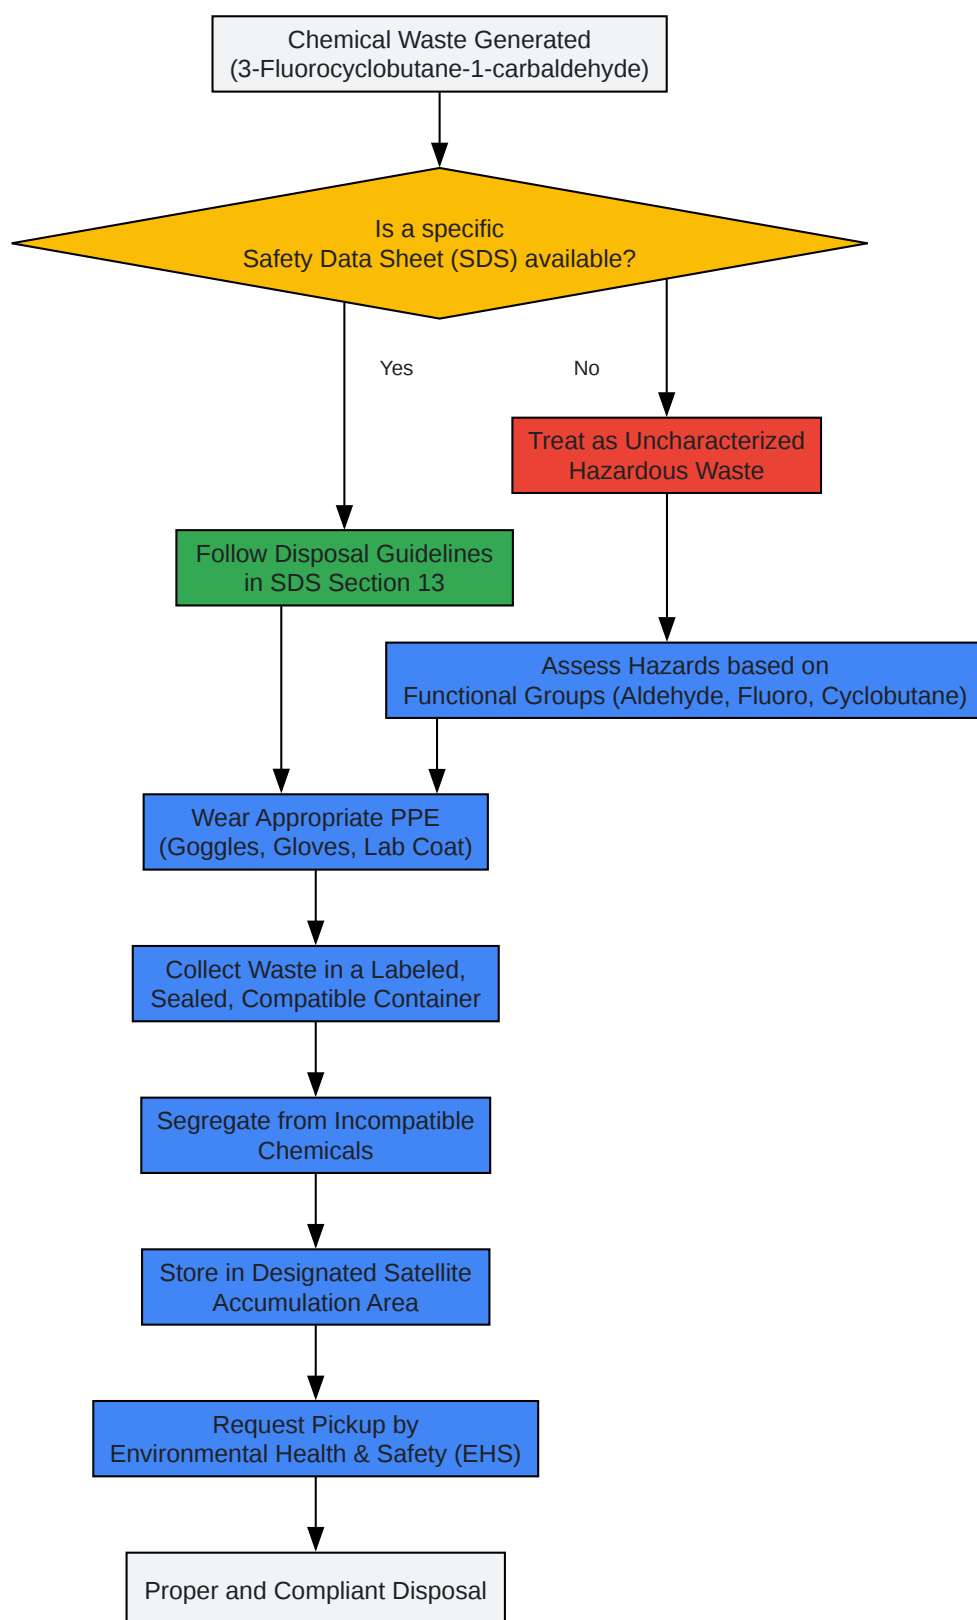 Chemical Waste Generated
(3-Fluorocyclobutane-1-carbaldehyde)
Is a specific
Safety Data Sheet (SDS) available?
Yes
No
Treat as Uncharacterized
Hazardous Waste
Follow Disposal Guidelines
in SDS Section 13
Assess Hazards based on
Functional Groups (Aldehyde, Fluoro, Cyclobutane)
Wear Appropriate PPE
(Goggles, Gloves, Lab Coat)
Collect Waste in a Labeled,
Sealed, Compatible Container
Segregate from Incompatible
Chemicals
Store in Designated Satellite
Accumulation Area
Request Pickup by
Environmental Health & Safety (EHS)
Proper and Compliant Disposal